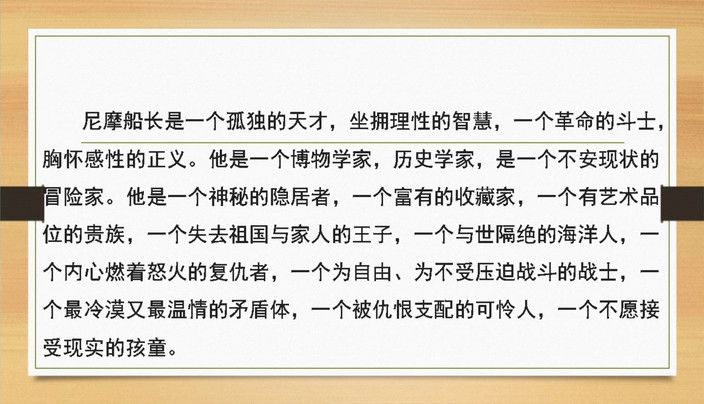 尼摩船长是一个孤独的天才，坐拥理性的智慧，一个革命的斗士，
胸怀感性的正义。他是一个博物学家，历史学家，是一个不安现状的
冒险家。他是一个神秘的隐居者，一个富有的收藏家，一个有艺术品
位的贵族，一个失去祖国与家人的王子，一个与世隔绝的海洋人，一
个内心燃着怒火的复仇者，一个为自由、为不受压迫战斗的战士，一
个最冷漠又最温情的矛盾体，一个被仇恨支配的可怜人，一个不愿接
受现实的孩童。